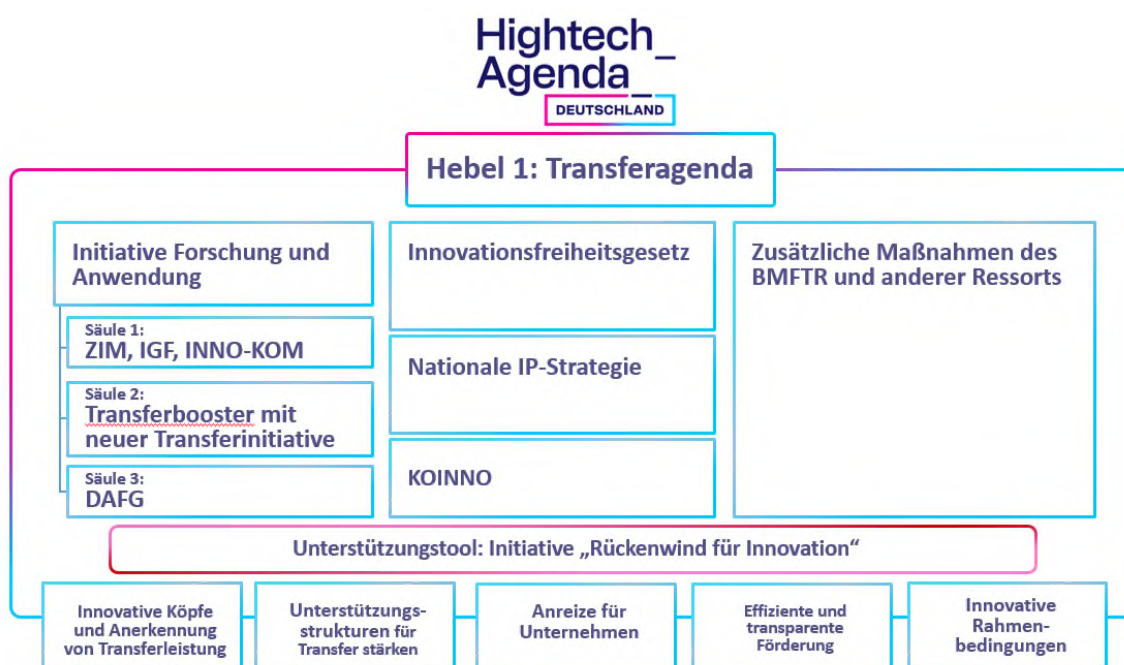 Hightech_
Agenda_
DEUTSCHLAND
Hebel 1: Transferagenda
Initiative Forschung und
Anwendung
Säule 1:
ZIM, IGF, INNO-KOM
Säule 2:
Transferbooster mit
neuer Transferinitiative
Säule 3:
DAFG
Innovationsfreiheitsgesetz
Nationale IP-Strategie
KOINNO
Zusätzliche Maßnahmen des
BMFTR und anderer Ressorts
Unterstützungstool: Initiative „Rückenwind für Innovation“
Innovative Köpfe
und Anerkennung
von Transferleistung
Unterstützungs-
strukturen für
Transfer stärken
Anreize für
Unternehmen
Effiziente und
transparente
Förderung
Innovative
Rahmen-
bedingungen